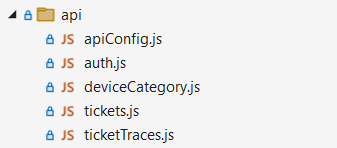 api
JS apiConfig.js
JS auth.js
JS deviceCategory.js
JS tickets.js
JS ticketTraces.js